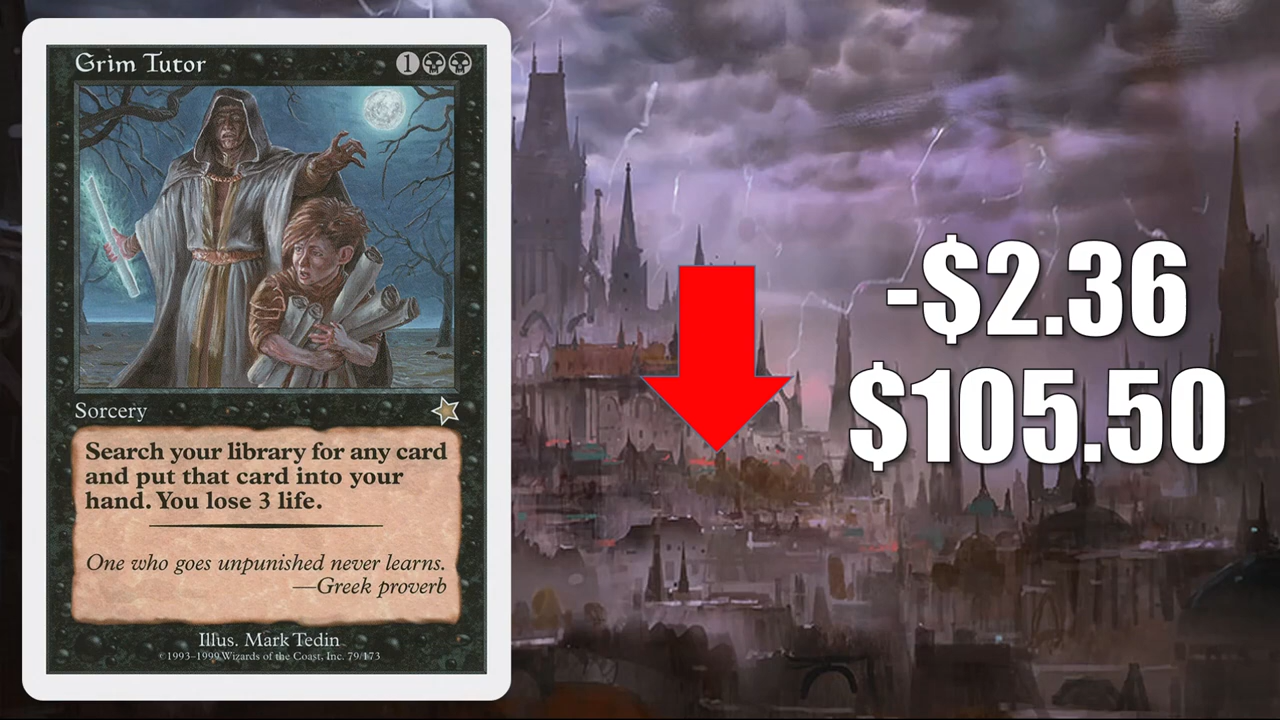 Grim Tutor 1
Sorcery
Search your library for any card
and put that card into your
hand. You lose 3 life.
One who goes unpunished never learns.
—Greek proverb
Illus. Mark Tedin
©1993–1999 Wizards of the Coast, Inc. 79/173
-$2.36
$105.50